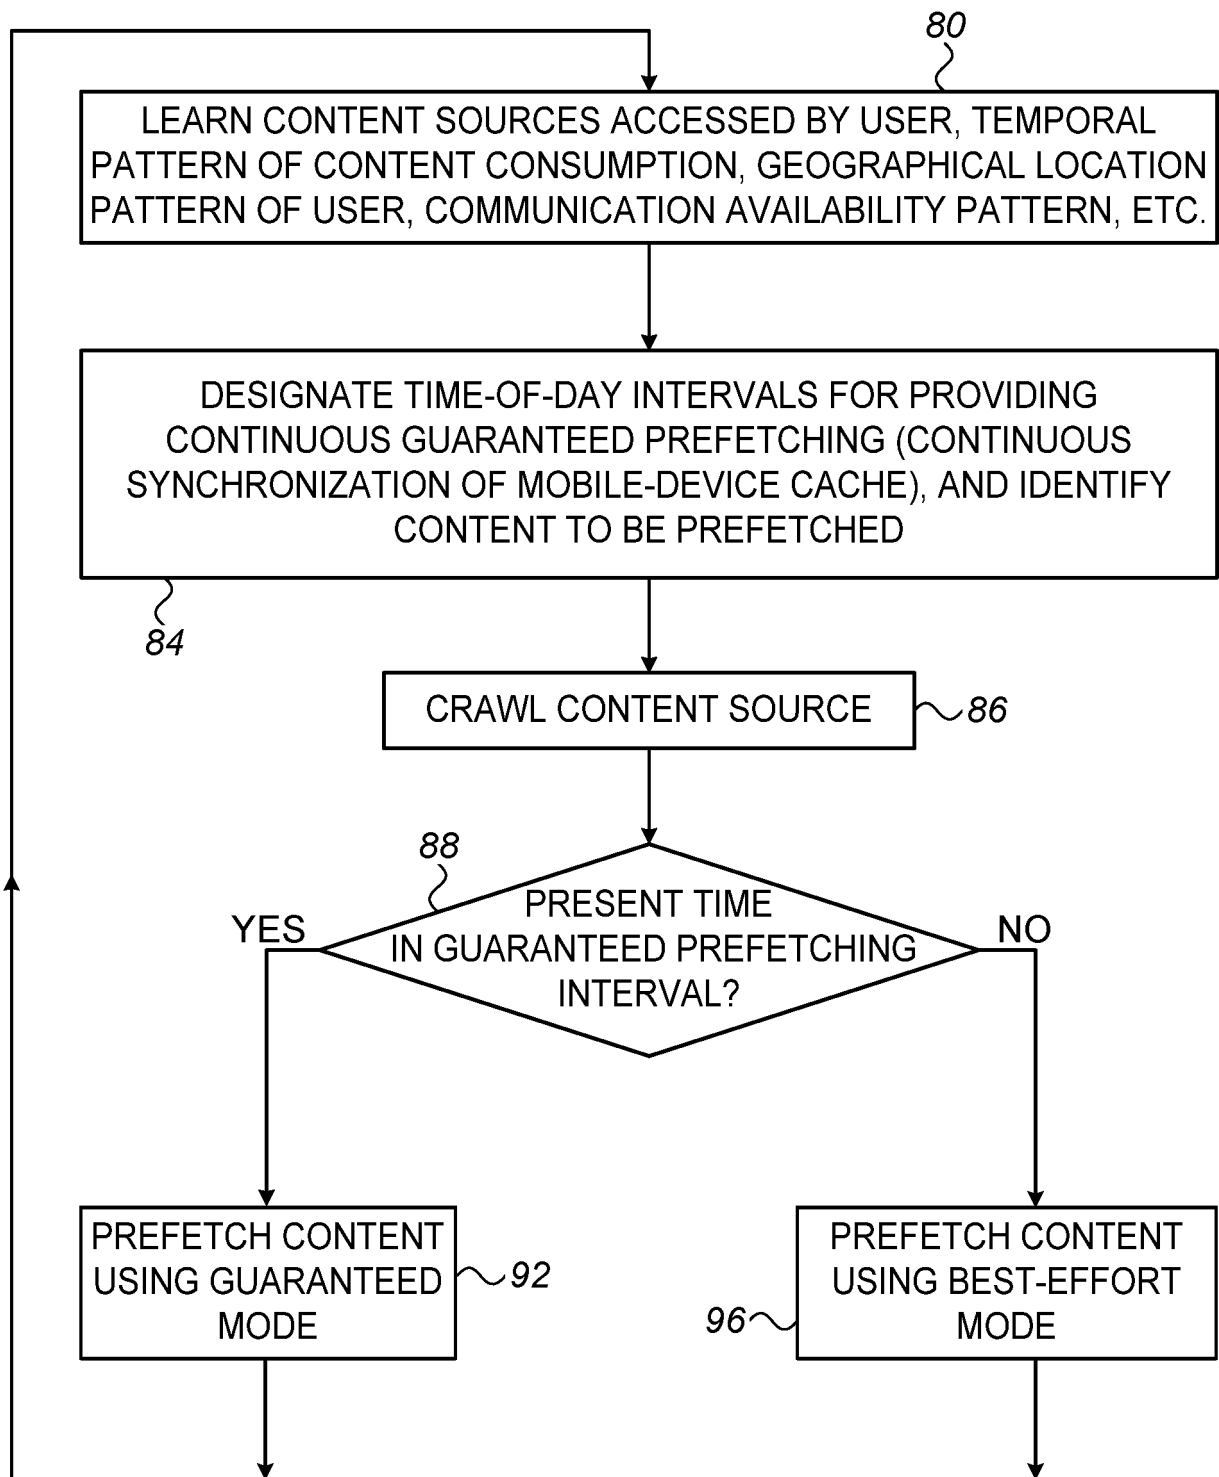 80
LEARN CONTENT SOURCES ACCESSED BY USER, TEMPORAL
PATTERN OF CONTENT CONSUMPTION, GEOGRAPHICAL LOCATION
PATTERN OF USER, COMMUNICATION AVAILABILITY PATTERN, ETC.
DESIGNATE TIME-OF-DAY INTERVALS FOR PROVIDING
CONTINUOUS GUARANTEED PREFETCHING (CONTINUOUS
SYNCHRONIZATION OF MOBILE-DEVICE CACHE), AND IDENTIFY
CONTENT TO BE PREFETCHED
84
CRAWL CONTENT SOURCE
86
88
PRESENT TIME
IN GUARANTEED PREFETCHING
INTERVAL?
YES
NO
PREFETCH CONTENT
USING GUARANTEED
MODE
92
PREFETCH CONTENT
USING BEST-EFFORT
MODE
96